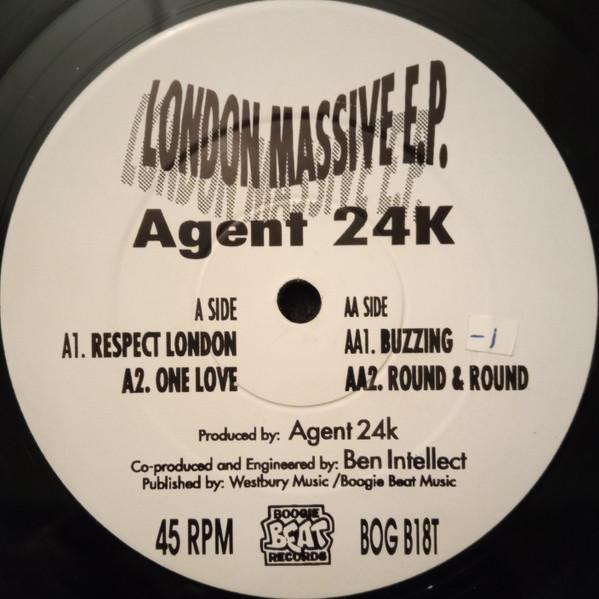 LONDON MASSIVE E.P.
Agent 24K
A SIDE
A1. RESPECT LONDON
A2. ONE LOVE
AA SIDE
AA1. BUZZING -1
AA2. ROUND & ROUND
Produced by: Agent 24k
Co-produced and Engineered by: Ben Intellect
Published by: Westbury Music /Boogie Beat Music
45 RPM
BOOGIE
BEAT
RECORDS
BOG B18T